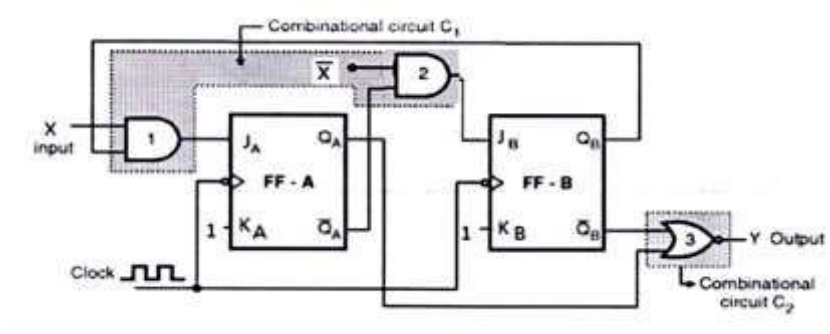 Combinational circuit C1
X̅
2
X
input
1
JA
QA
FF - A
1
KA
Q̅A
JB
QB
FF - B
1
KB
Q̅B
3
Y Output
Clock
Combinational
circuit C2